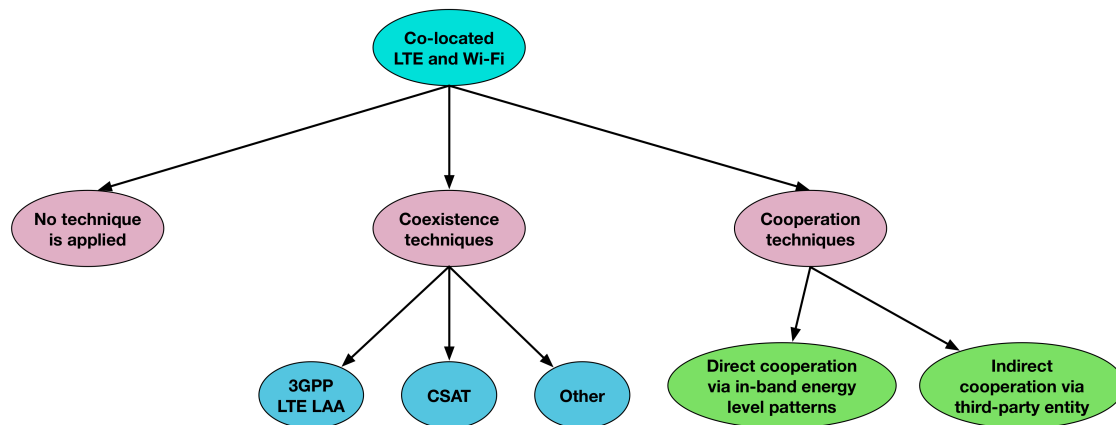 Co-located
LTE and Wi-Fi
No technique
is applied
Coexistence
techniques
Cooperation
techniques
3GPP
LTE LAA
CSAT
Other
Direct cooperation
via in-band energy
level patterns
Indirect
cooperation via
third-party entity